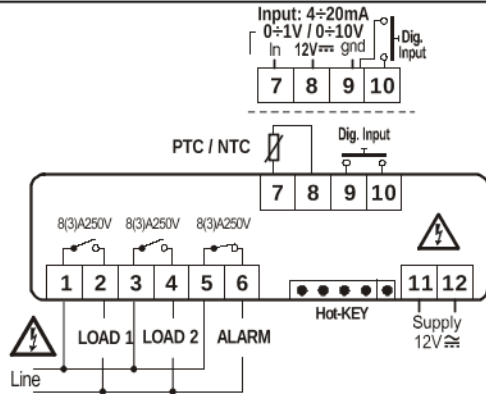 Input: 4÷20mA
0÷1V / 0÷10V
In 12V⎓ gnd
Dig.
Input
7 8 9 10
PTC / NTC
Dig. Input
7 8 9 10
8(3)A250V 8(3)A250V 8(3)A250V
1 2 3 4 5 6
11 12
Hot-KEY
LOAD 1 LOAD 2 ALARM
Supply
12V≂
Line